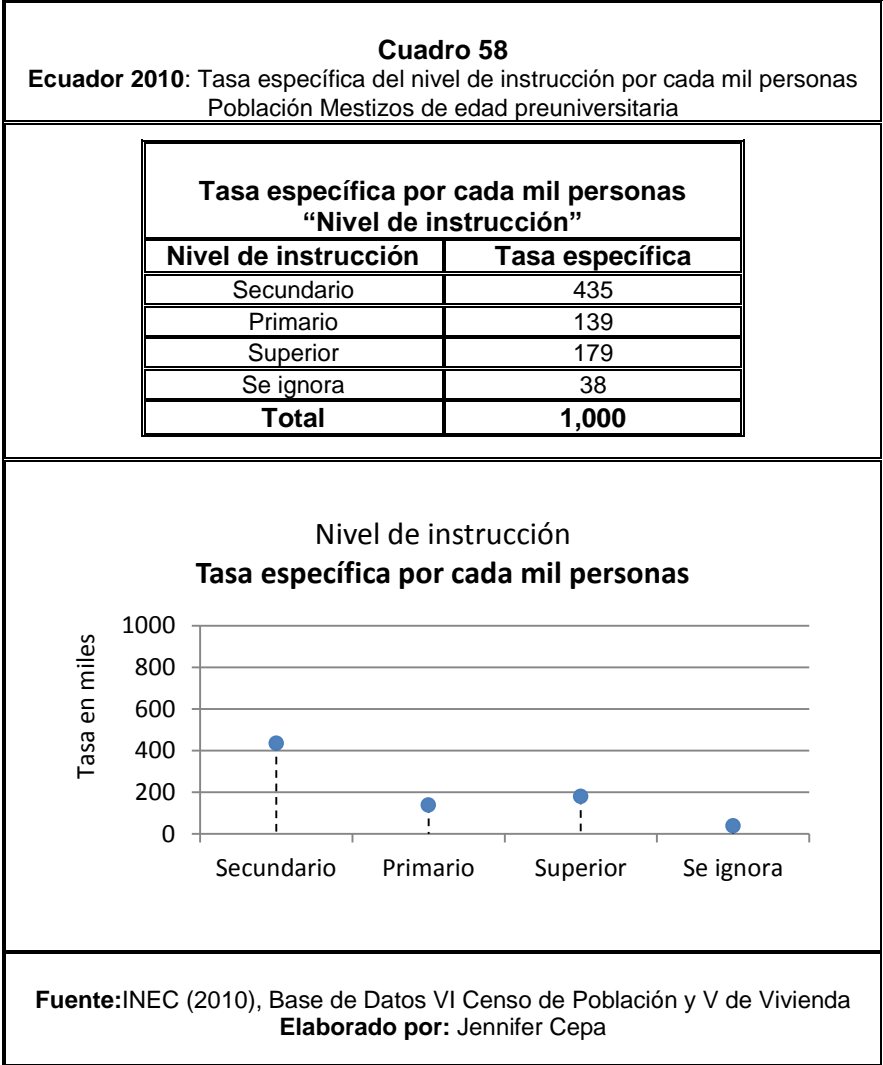 Cuadro 58
Ecuador 2010: Tasa específica del nivel de instrucción por cada mil personas
Población Mestizos de edad preuniversitaria
Tasa específica por cada mil personas
“Nivel de instrucción”
Nivel de instrucción Tasa específica
Secundario 435
Primario 139
Superior 179
Se ignora 38
Total 1,000
Nivel de instrucción
Tasa específica por cada mil personas
Tasa en miles
1000
800
600
400
200
0
Secundario Primario Superior Se ignora
Fuente:INEC (2010), Base de Datos VI Censo de Población y V de Vivienda
Elaborado por: Jennifer Cepa